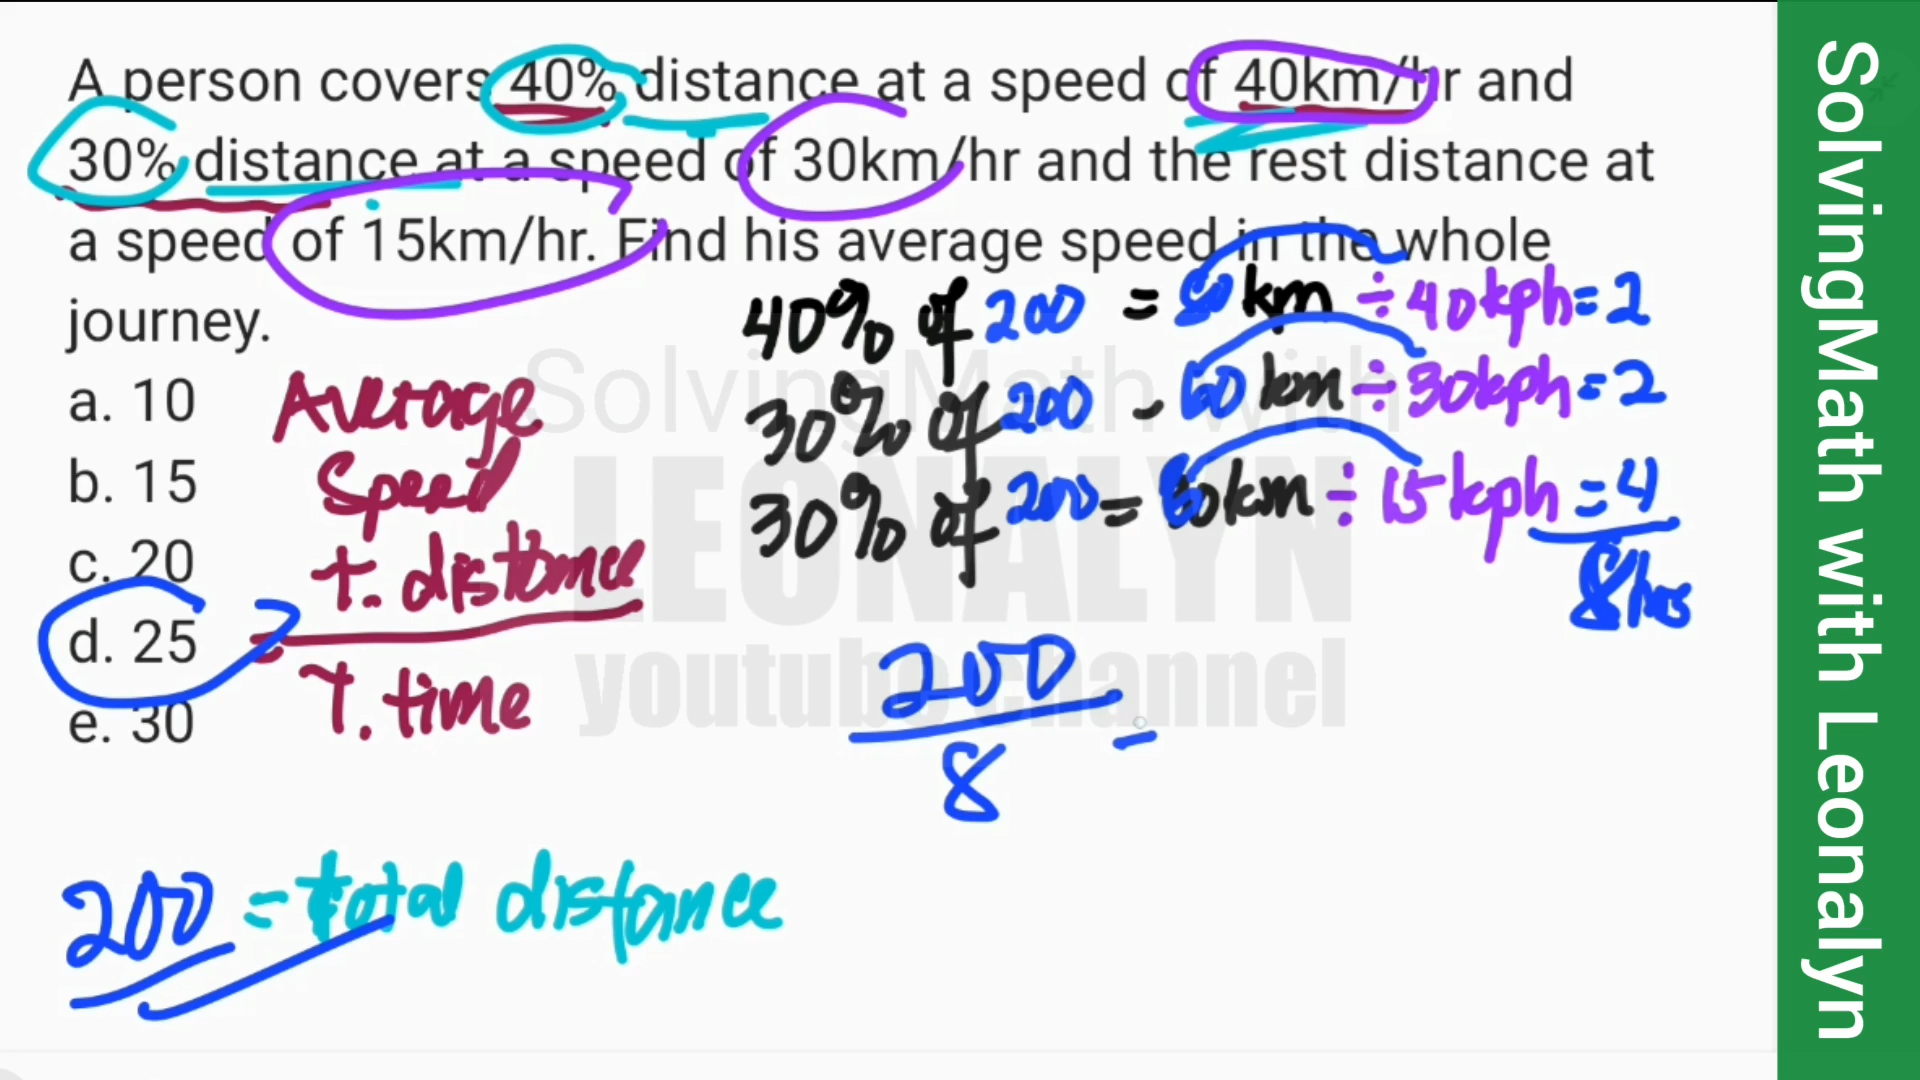 A person covers 40% distance at a speed of 40km/hr and
30% distance at a speed of 30km/hr and the rest distance at
a speed of 15km/hr. Find his average speed in the whole
journey.
40% of 200 = 80 km ÷ 40kph = 2
30% of 200 - 60 km ÷ 30kph = 2
30% of 200 = 60km ÷ 15kph = 4
8hrs
a. 10
b. 15
c. 20
d. 25
e. 30
Average
Speed
= t. distance
T. time
200
8 =
200 = total distance
SolvingMath with
LEONALYN
youtube channel
SolvingMath with Leonalyn